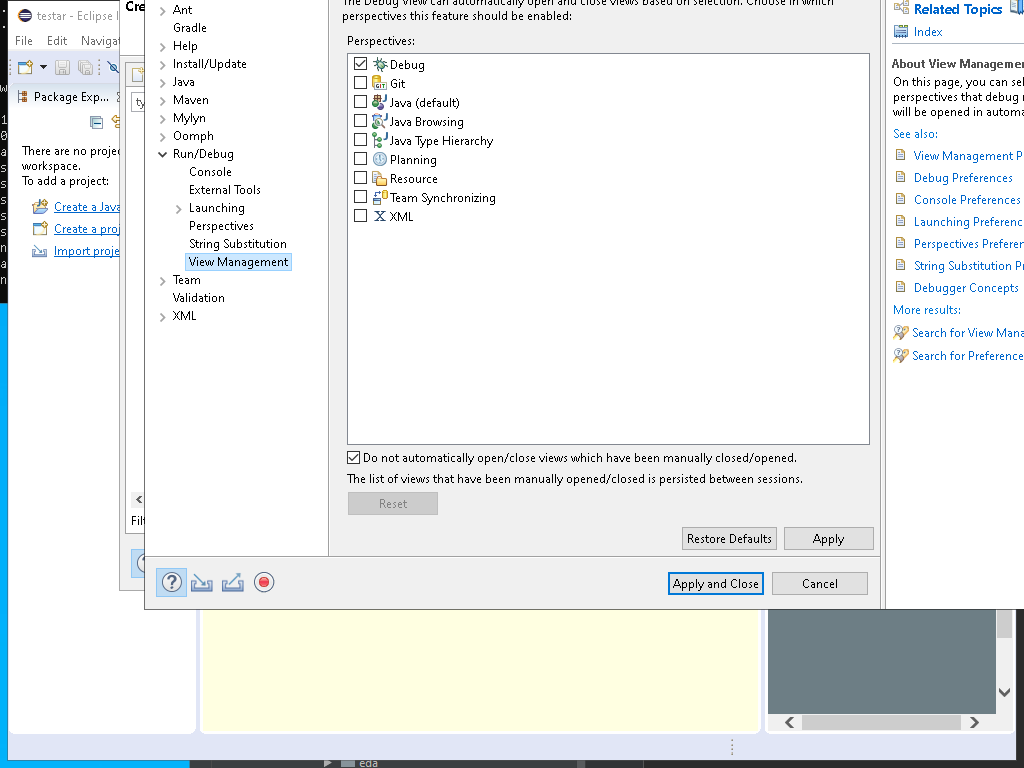 testar - Eclipse I
File Edit Navigat
Package Exp...
There are no proje
workspace.
To add a project:
Create a Java
Create a proj
Import proje
Cre
ty
Filt
Ant
Gradle
Help
Install/Update
Java
Maven
Mylyn
Oomph
Run/Debug
Console
External Tools
Launching
Perspectives
String Substitution
View Management
Team
Validation
XML
The Debug View can automatically open and close views based on selection. Choose in which
perspectives this feature should be enabled:
Perspectives:
Debug
Git
Java (default)
Java Browsing
Java Type Hierarchy
Planning
Resource
Team Synchronizing
XML
Do not automatically open/close views which have been manually closed/opened.
The list of views that have been manually opened/closed is persisted between sessions.
Reset
Restore Defaults
Apply
Apply and Close
Cancel
Related Topics
Index
About View Managemen
On this page, you can sel
perspectives that debug
will be opened in automa
See also:
View Management P
Debug Preferences
Console Preferences
Launching Preferenc
Perspectives Preferen
String Substitution Pr
Debugger Concepts
More results:
Search for View Mana
Search for Preference
eda